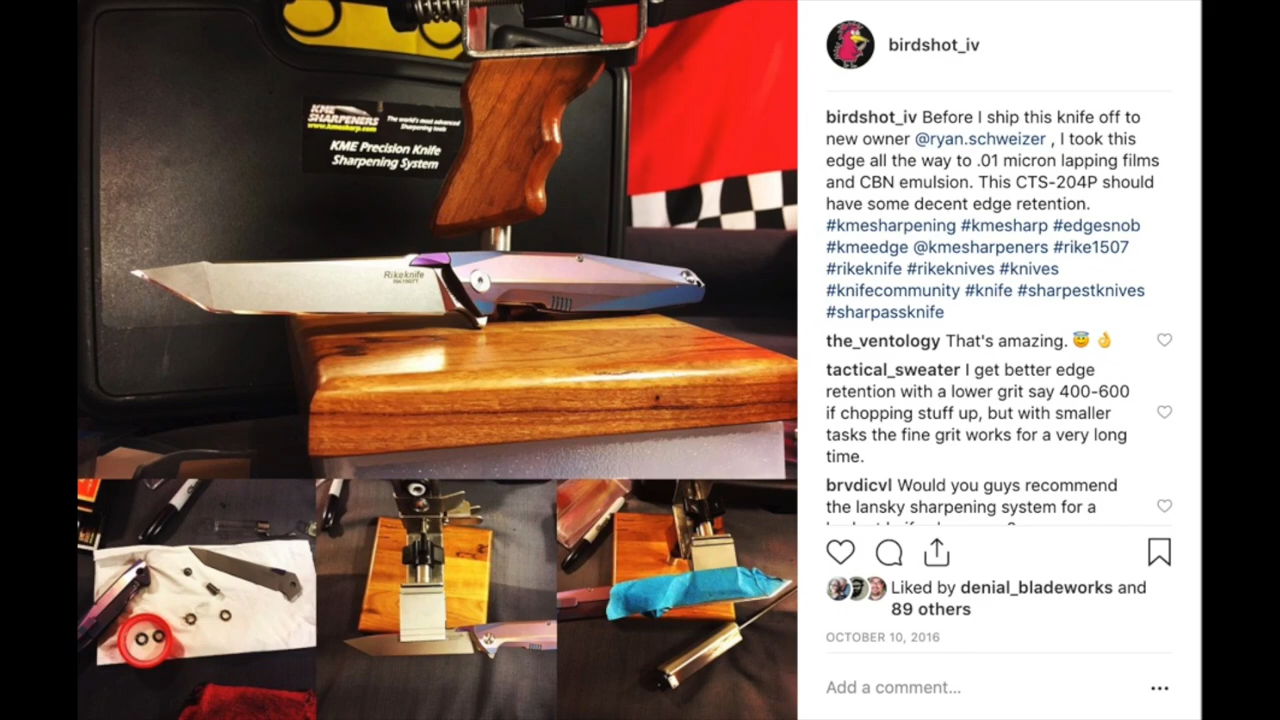 KME
SHARPENERS
www.kmesharp.com
The world's most advanced
Sharpening tools
KME Precision Knife
Sharpening System
Rikeknife
RK1507T
birdshot_iv
birdshot_iv Before I ship this knife off to
new owner @ryan.schweizer , I took this
edge all the way to .01 micron lapping films
and CBN emulsion. This CTS-204P should
have some decent edge retention.
#kmesharpening #kmesharp #edgesnob
#kmeedge @kmesharpeners #rike1507
#rikeknife #rikeknives #knives
#knifecommunity #knife #sharpestknives
#sharpassknife
the_ventology That's amazing. 😇 👌
tactical_sweater I get better edge
retention with a lower grit say 400-600
if chopping stuff up, but with smaller
tasks the fine grit works for a very long
time.
brvdicvl Would you guys recommend
the lansky sharpening system for a
Liked by denial_bladeworks and
89 others
OCTOBER 10, 2016
Add a comment...